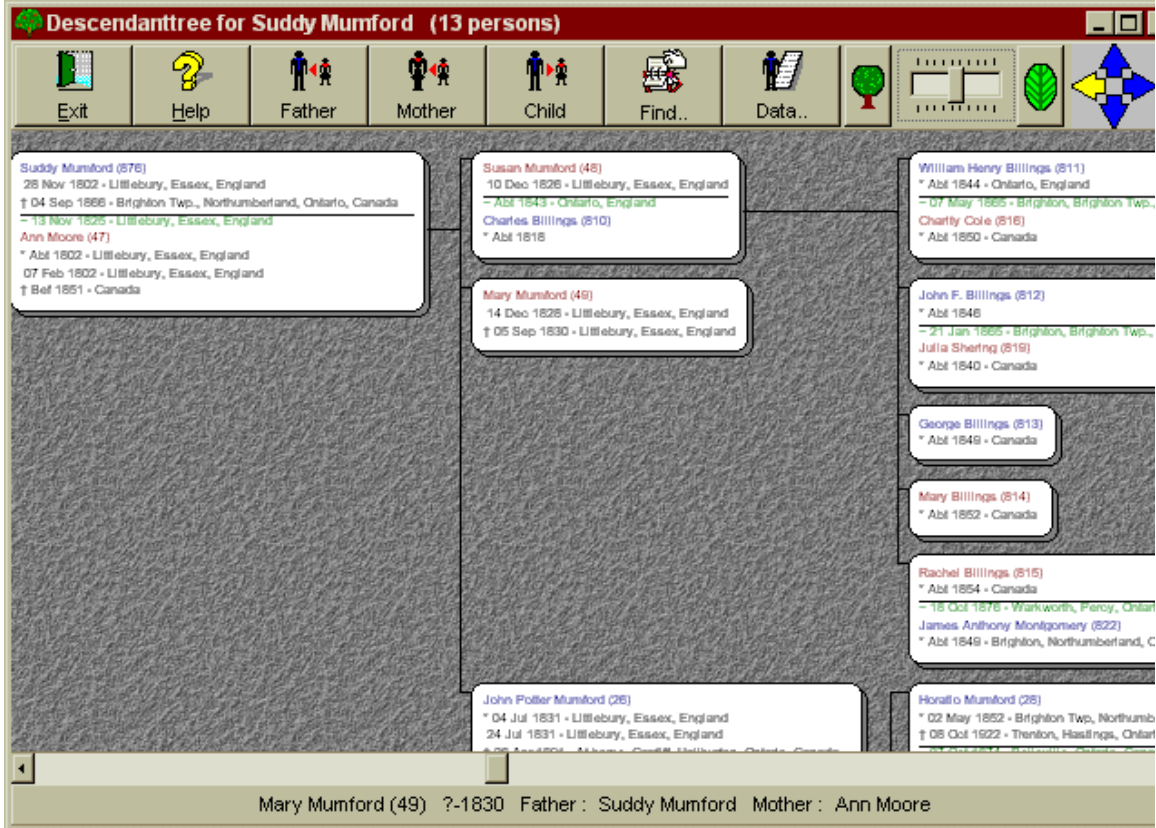 Descendanttree for Suddy Mumford (13 persons)
Exit
Help
Father
Mother
Child
Find..
Data..
Suddy Mumford (876)
28 Nov 1802 - Littlebury, Essex, England
† 04 Sep 1866 - Brighton Twp., Northumberland, Ontario, Canada
~ 13 Nov 1825 - Littlebury, Essex, England
Ann Moore (47)
* Abt 1802 - Littlebury, Essex, England
07 Feb 1802 - Littlebury, Essex, England
† Bef 1851 - Canada
Susan Mumford (48)
10 Dec 1826 - Littlebury, Essex, England
~ Abt 1843 - Ontario, England
Charles Billings (810)
* Abt 1818
Mary Mumford (49)
14 Dec 1828 - Littlebury, Essex, England
† 05 Sep 1830 - Littlebury, Essex, England
John Potter Mumford (26)
* 04 Jul 1831 - Littlebury, Essex, England
24 Jul 1831 - Littlebury, Essex, England
William Henry Billings (811)
* Abt 1844 - Ontario, England
~ 07 May 1865 - Brighton, Brighton Twp.,
Charity Cole (816)
* Abt 1850 - Canada
John F. Billings (812)
* Abt 1846
~ 21 Jan 1865 - Brighton, Brighton Twp.,
Julia Shering (819)
* Abt 1840 - Canada
George Billings (813)
* Abt 1849 - Canada
Mary Billings (814)
* Abt 1852 - Canada
Rachel Billings (815)
* Abt 1854 - Canada
~ 18 Oct 1876 - Warkworth, Percy, Ontari
James Anthony Montgomery (822)
* Abt 1849 - Brighton, Northumberland, O
Horatio Mumford (28)
* 02 May 1852 - Brighton Twp, Northumb
† 08 Oct 1922 - Trenton, Hastings, Ontari
Mary Mumford (49) ?-1830 Father : Suddy Mumford Mother : Ann Moore